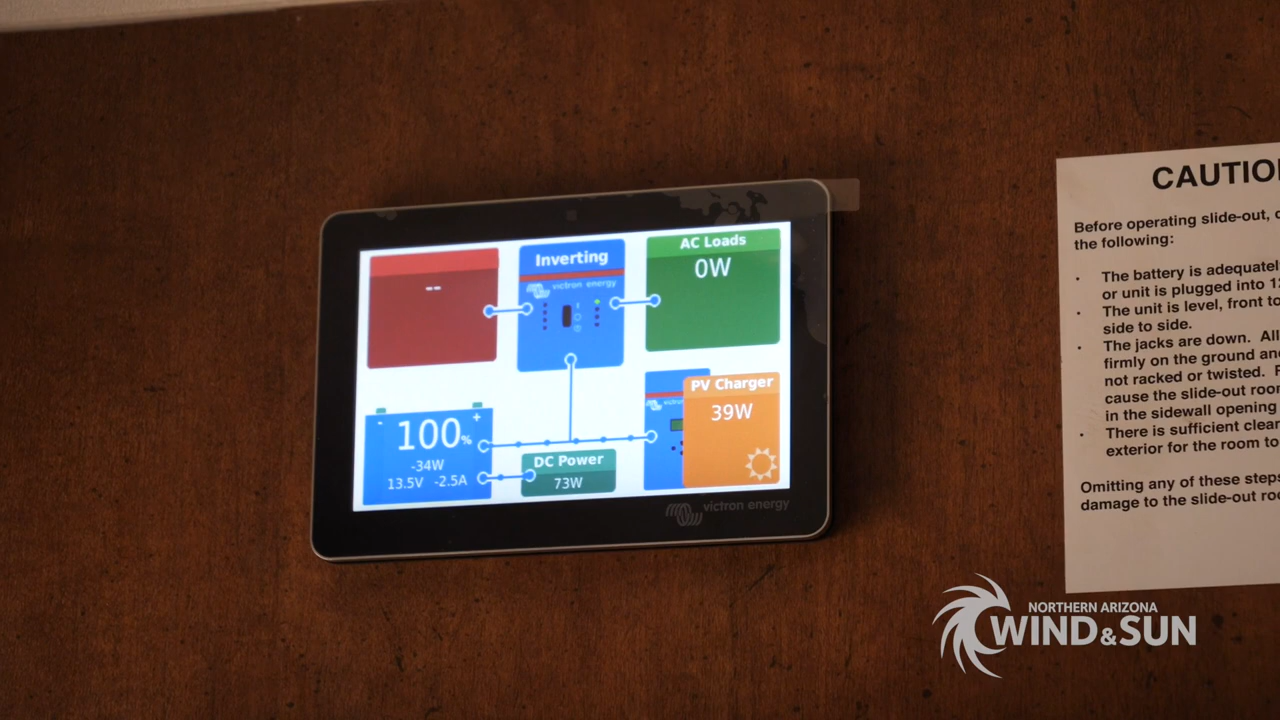 --
Inverting
victron energy
AC Loads
0W
100%
-34W
13.5V -2.5A
DC Power
73W
PV Charger
39W
victron energy
CAUTIO
Before operating slide-out,
the following:
· The battery is adequatel
or unit is plugged into 12
· The unit is level, front to
side to side.
· The jacks are down. All
firmly on the ground and
not racked or twisted.
cause the slide-out room
in the sidewall opening
· There is sufficient clear
exterior for the room to
Omitting any of these steps
damage to the slide-out roo
NORTHERN ARIZONA
WIND & SUN